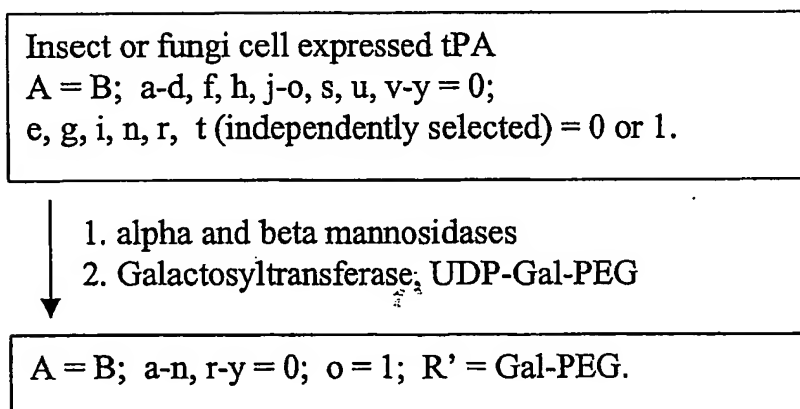 Insect or fungi cell expressed tPA
A = B; a-d, f, h, j-o, s, u, v-y = 0;
e, g, i, n, r, t (independently selected) = 0 or 1.
1. alpha and beta mannosidases
2. Galactosyltransferase, UDP-Gal-PEG
A = B; a-n, r-y = 0; o = 1; R' = Gal-PEG.